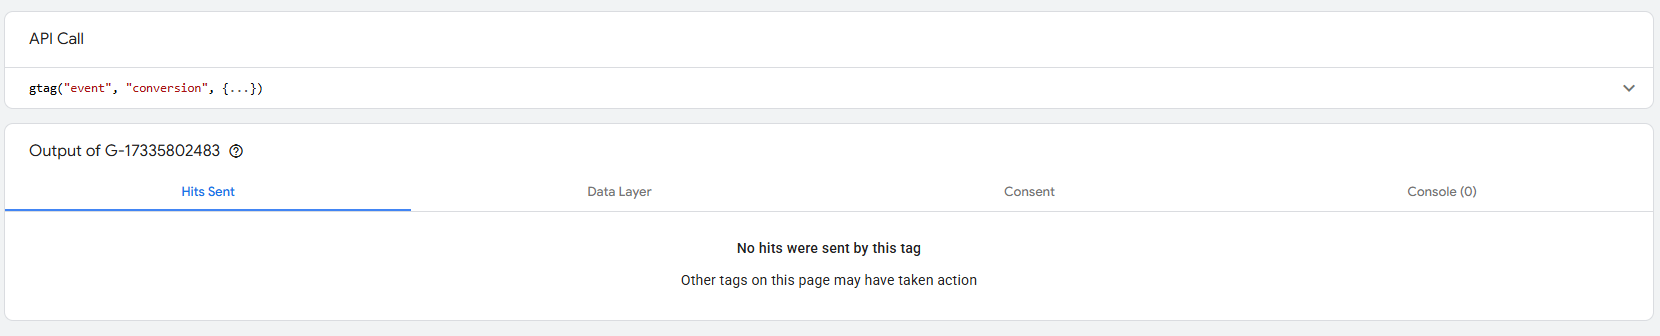 API Call
gtag("event", "conversion", {...})
Output of G-17335802483
Hits Sent
Data Layer
Consent
Console (0)
No hits were sent by this tag
Other tags on this page may have taken action